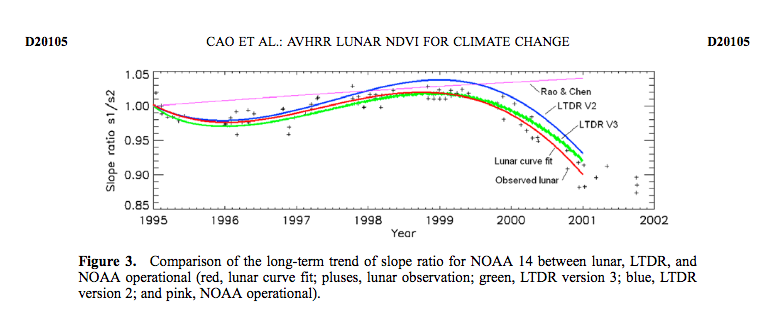 D20105 CAO ET AL.: AVHRR LUNAR NDVI FOR CLIMATE CHANGE D20105
1.05
1.00
0.95
0.90
0.85
Slope ratio s1/s2
Rao & Chen
LTDR V2
LTDR V3
Lunar curve fit
Observed lunar
1995 1996 1997 1998 1999 2000 2001 2002
Year
Figure 3. Comparison of the long-term trend of slope ratio for NOAA 14 between lunar, LTDR, and
NOAA operational (red, lunar curve fit; pluses, lunar observation; green, LTDR version 3; blue, LTDR
version 2; and pink, NOAA operational).